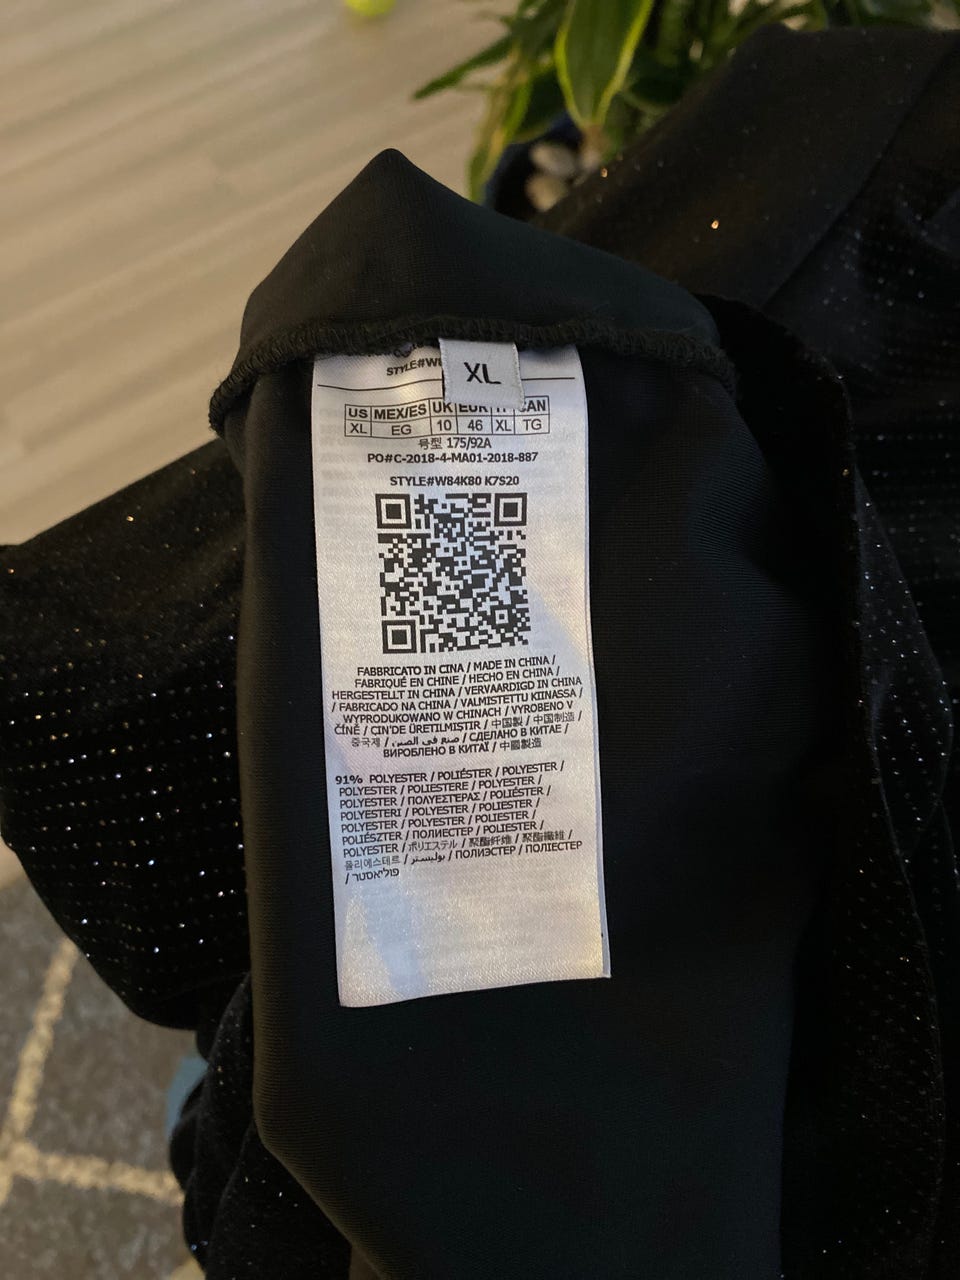 STYLE#W8
XL
US MEX/ES UK EUR IT CAN
XL EG 10 46 XL TG
号型 175/92A
PO#C-2018-4-MA01-2018-887
STYLE#W84K80 K7S20
FABBRICATO IN CINA / MADE IN CHINA /
FABRIQUÉ EN CHINE / HECHO EN CHINA /
HERGESTELLT IN CHINA / VERVAARDIGD IN CHINA
/ FABRICADO NA CHINA / VALMISTETTU KIINASSA /
WYPRODUKOWANO W CHINACH / VYROBENO V
ČÍNĚ / ÇIN'DE ÜRETILMIŞTIR / 中国製 / 中国制造 /
중국제 / صنع في الصين / СДЕЛАНО В КИТАЕ /
ВИРОБЛЕНО В КИТАЇ / 中國製造
91% POLYESTER / POLIÉSTER / POLYESTER /
POLYESTER / POLIESTERE / POLYESTER /
POLYESTER / ΠΟΛΥΕΣΤΕΡΑΣ / POLIÉSTER /
POLYESTERI / POLYESTER / POLIESTER /
POLYESTER / POLYESTER / POLIESTER /
POLIÉSZTER / ПОЛИЕСТЕР / POLIESTER /
POLYESTER / ポリエステル / 聚酯纤维 / 聚酯纖維 /
폴리에스테르 / بوليستر / ПОЛИЭСТЕР / ПОЛІЕСТЕР
/ פוליאסטר